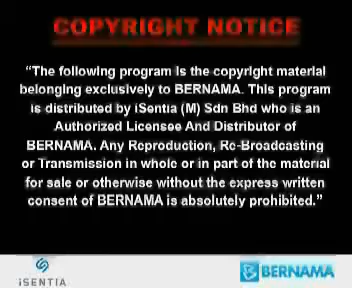 COPYRIGHT NOTICE
“The following program is the copyright material
belonging exclusively to BERNAMA. This program
is distributed by iSentia (M) Sdn Bhd who is an
Authorized Licensee And Distributor of
BERNAMA. Any Reproduction, Re-Broadcasting
or Transmission in whole or in part of the material
for sale or otherwise without the express written
consent of BERNAMA is absolutely prohibited.”
iSENTIA
BERNAMA